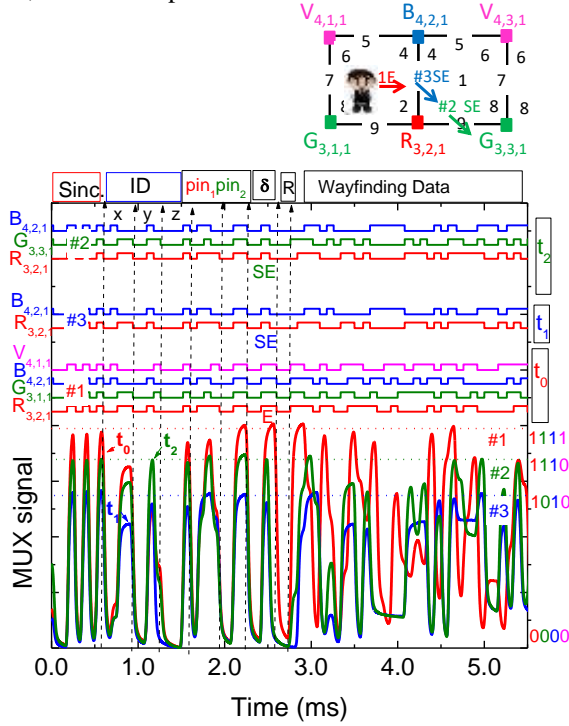 V4,1,1 B4,2,1 V4,3,1
5 5
6 4 4 6
7 1E #3SE 1 7
8 2 #2 SE 8 8
9 9
G3,1,1 R3,2,1 G3,3,1
Sinc. ID pin1pin2 δ R Wayfinding Data
x y z
B4,2,1
G3,3,1 #2
R3,2,1
SE
t2
B4,2,1
R3,2,1 #3
SE
t1
V4,1,1
B4,2,1
G3,1,1 #1
R3,2,1
E
t0
t0 t2 #1 1111
#2 1110
t1 #3 1010
0000
MUX signal
0.0 1.0 2.0 3.0 4.0 5.0
Time (ms)